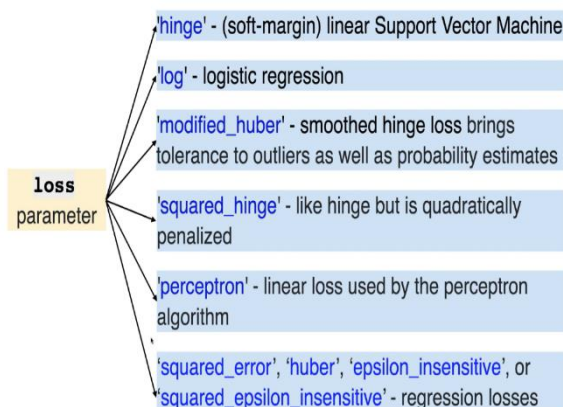 'hinge' - (soft-margin) linear Support Vector Machine
'log' - logistic regression
'modified_huber' - smoothed hinge loss brings
tolerance to outliers as well as probability estimates
loss
parameter
'squared_hinge' - like hinge but is quadratically
penalized
'perceptron' - linear loss used by the perceptron
algorithm
‘squared_error’, ‘huber’, ‘epsilon_insensitive’, or
‘squared_epsilon_insensitive’ - regression losses